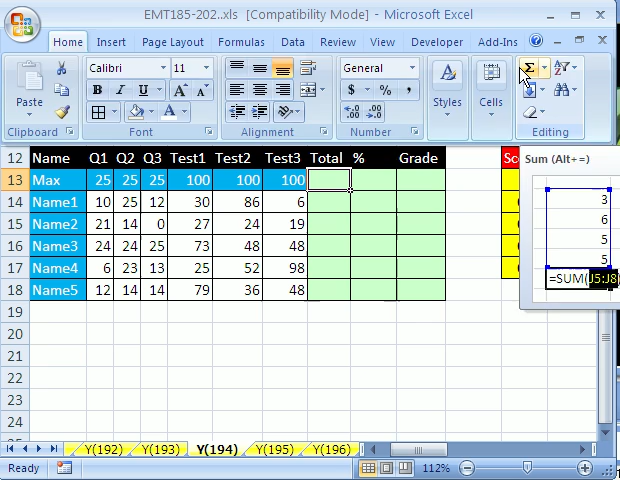 EMT185-202..xls [Compatibility Mode] - Microsoft Excel
Home Insert Page Layout Formulas Data Review View Developer Add-Ins
Calibri 11 General
Paste Styles Cells
B I U A $ % ,
Clipboard Font Alignment Number Editing
12 Name Q1 Q2 Q3 Test1 Test2 Test3 Total % Grade
Sum (Alt+=)
13 Max 25 25 25 100 100 100
14 Name1 10 25 12 30 86 6
3
15 Name2 21 14 0 27 24 19
6
16 Name3 24 24 25 73 48 48
5
17 Name4 6 23 13 25 52 98
5
18 Name5 12 14 14 79 36 48
=SUM(J5:J8)
19
20
21
22
23
24
Y(192) Y(193) Y(194) Y(195) Y(196)
Ready 112%